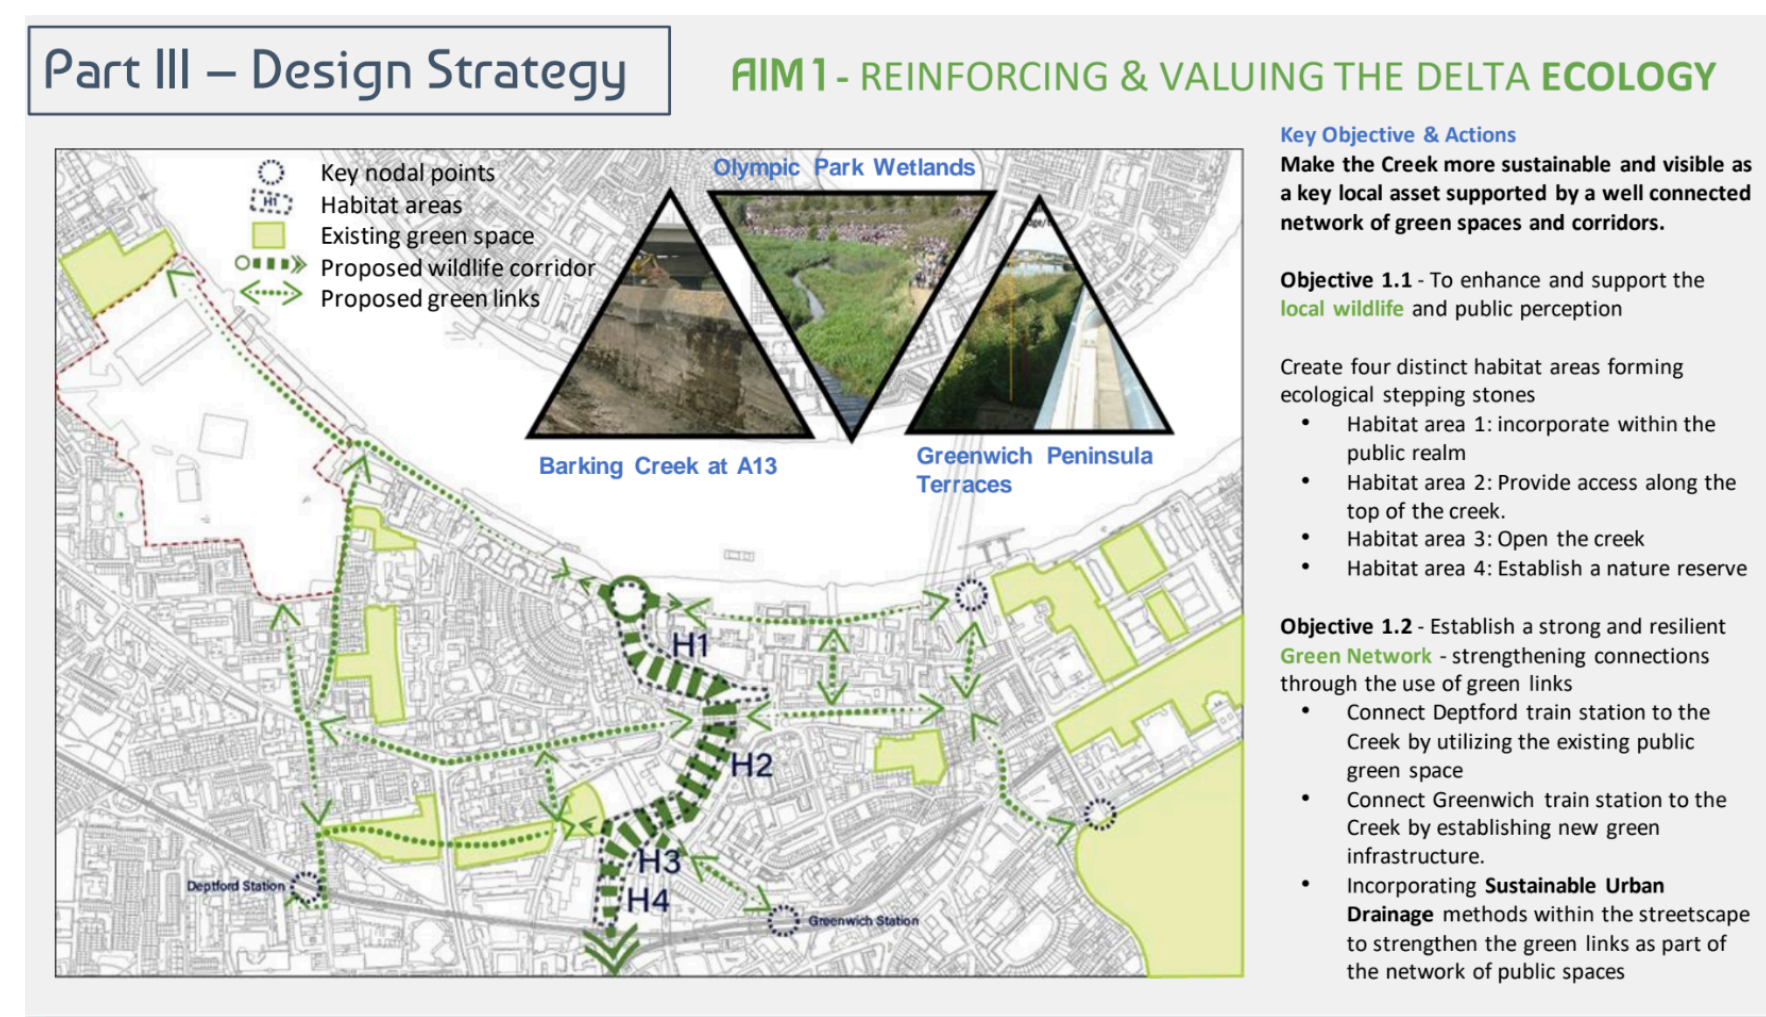 Part III – Design Strategy
AIM 1 - REINFORCING & VALUING THE DELTA ECOLOGY
Key nodal points
H1
Habitat areas
Existing green space
Proposed wildlife corridor
Proposed green links
Olympic Park Wetlands
Barking Creek at A13
Greenwich Peninsula
Terraces
H1
H2
H3
H4
Deptford Station
Greenwich Station
Key Objective & Actions
Make the Creek more sustainable and visible as
a key local asset supported by a well connected
network of green spaces and corridors.
Objective 1.1 - To enhance and support the
local wildlife and public perception
Create four distinct habitat areas forming
ecological stepping stones
• Habitat area 1: incorporate within the
public realm
• Habitat area 2: Provide access along the
top of the creek.
• Habitat area 3: Open the creek
• Habitat area 4: Establish a nature reserve
Objective 1.2 - Establish a strong and resilient
Green Network - strengthening connections
through the use of green links
• Connect Deptford train station to the
Creek by utilizing the existing public
green space
• Connect Greenwich train station to the
Creek by establishing new green
infrastructure.
• Incorporating Sustainable Urban
Drainage methods within the streetscape
to strengthen the green links as part of
the network of public spaces